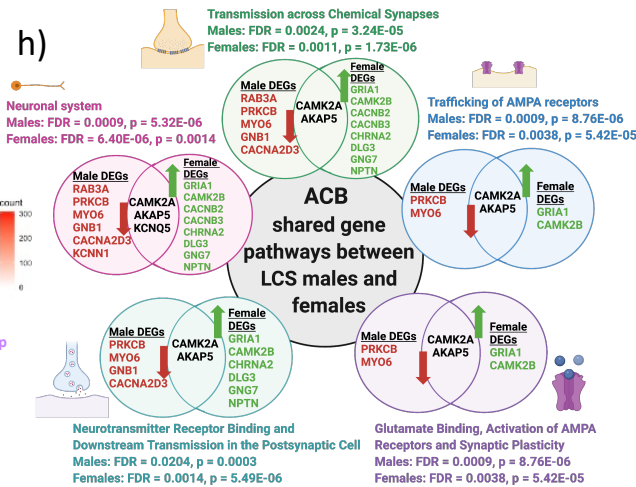 h)
Transmission across Chemical Synapses
Males: FDR = 0.0024, p = 3.24E-05
Females: FDR = 0.0011, p = 1.73E-06
Male DEGs
RAB3A
PRKCB
MYO6
GNB1
CACNA2D3
CAMK2A
AKAP5
Female
DEGs
GRIA1
CAMK2B
CACNB2
CACNB3
CHRNA2
DLG3
GNG7
NPTN
Neuronal system
Males: FDR = 0.0009, p = 5.32E-06
Females: FDR = 6.40E-06, p = 0.0014
Male DEGs
RAB3A
PRKCB
MYO6
GNB1
CACNA2D3
KCNN1
CAMK2A
AKAP5
KCNQ5
Female
DEGs
GRIA1
CAMK2B
CACNB2
CACNB3
CHRNA2
DLG3
GNG7
NPTN
Trafficking of AMPA receptors
Males: FDR = 0.0009, p = 8.76E-06
Females: FDR = 0.0038, p = 5.42E-05
Male DEGs
PRKCB
MYO6
CAMK2A
AKAP5
Female
DEGs
GRIA1
CAMK2B
ACB
shared gene
pathways between
LCS males and
females
count
300
200
100
0
p
Male DEGs
PRKCB
MYO6
GNB1
CACNA2D3
CAMK2A
AKAP5
Female
DEGs
GRIA1
CAMK2B
CHRNA2
DLG3
GNG7
NPTN
Neurotransmitter Receptor Binding and
Downstream Transmission in the Postsynaptic Cell
Males: FDR = 0.0204, p = 0.0003
Females: FDR = 0.0014, p = 5.49E-06
Male DEGs
PRKCB
MYO6
CAMK2A
AKAP5
Female
DEGs
GRIA1
CAMK2B
Glutamate Binding, Activation of AMPA
Receptors and Synaptic Plasticity
Males: FDR = 0.0009, p = 8.76E-06
Females: FDR = 0.0038, p = 5.42E-05